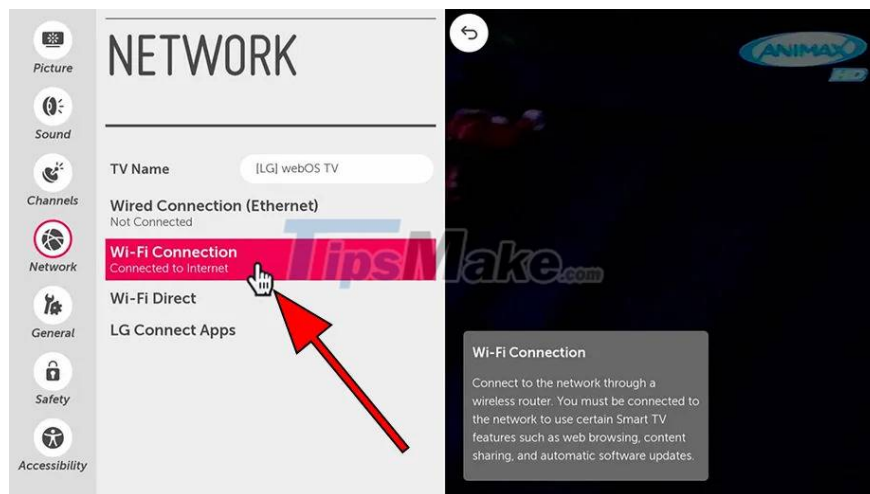 Picture
Sound
Channels
Network
General
Safety
Accessibility
NETWORK
TV Name
[LG] webOS TV
Wired Connection (Ethernet)
Not Connected
Wi-Fi Connection
Connected to Internet
Wi-Fi Direct
LG Connect Apps
TipsMake.com
ANIMAX
HD
Wi-Fi Connection
Connect to the network through a
wireless router. You must be connected to
the network to use certain Smart TV
features such as web browsing, content
sharing, and automatic software updates.